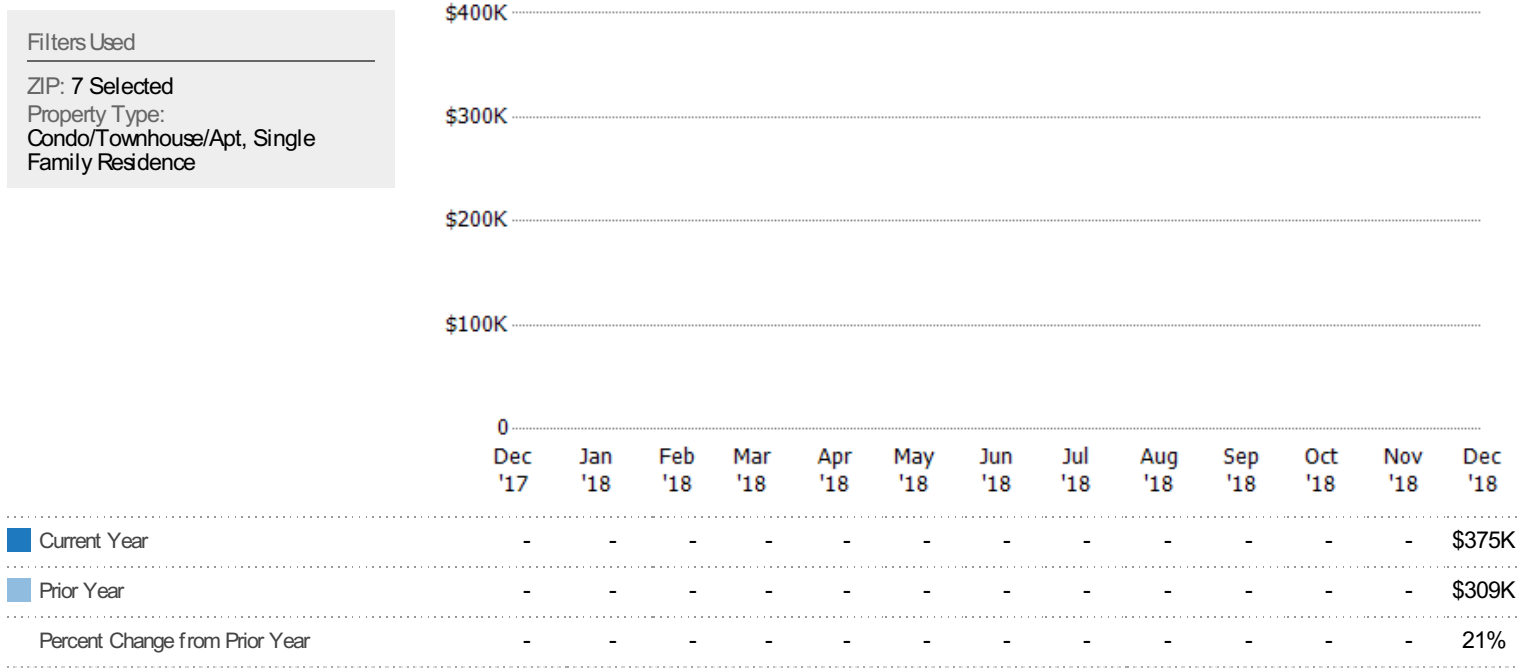 Filters Used
ZIP: 7 Selected
Property Type:
Condo/Townhouse/Apt, Single
Family Residence
$400K
$300K
$200K
$100K
0
Dec Jan Feb Mar Apr May Jun Jul Aug Sep Oct Nov Dec
'17 '18 '18 '18 '18 '18 '18 '18 '18 '18 '18 '18 '18
Current Year - - - - - - - - - - - - $375K
Prior Year - - - - - - - - - - - - $309K
Percent Change from Prior Year - - - - - - - - - - - - 21%